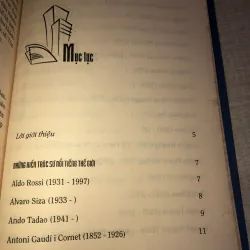 Mục lục
Lời giới thiệu 5
NHỮNG KIẾN TRÚC SƯ NỔI TIẾNG THẾ GIỚI 7
Aldo Rossi (1931 - 1997) 7
Álvaro Siza (1933 - ) 8
Ando Tadao (1941 - ) 9
Antoni Gaudí i Cornet (1852 - 1926) 11